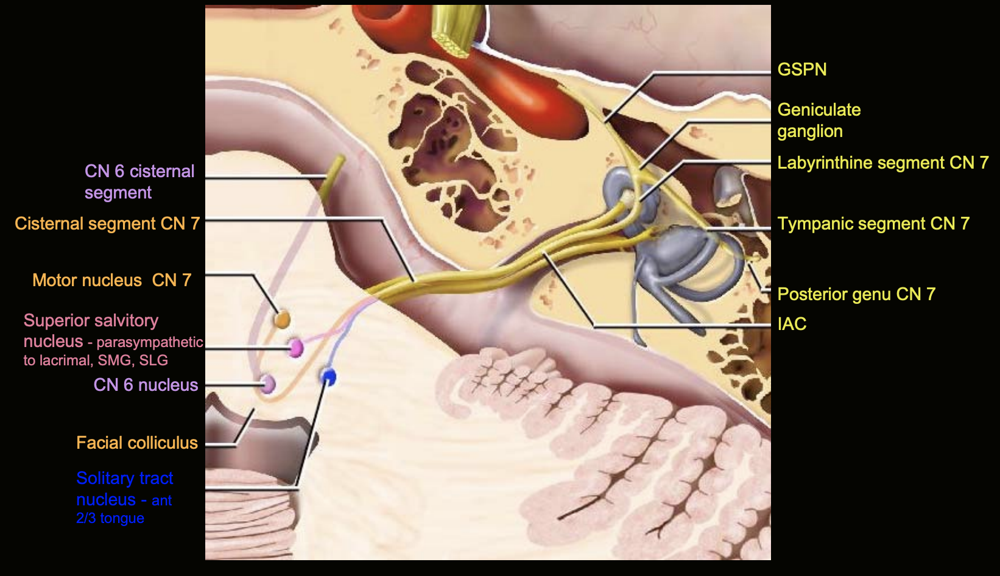 CN 6 cisternal
segment
Cisternal segment CN 7
Motor nucleus  CN 7
Superior salvitory
nucleus - parasympathetic
to lacrimal, SMG, SLG
CN 6 nucleus
Facial colliculus
Solitary tract
nucleus - ant
2/3 tongue
GSPN
Geniculate
ganglion
Labyrinthine segment CN 7
Tympanic segment CN 7
Posterior genu CN 7
IAC